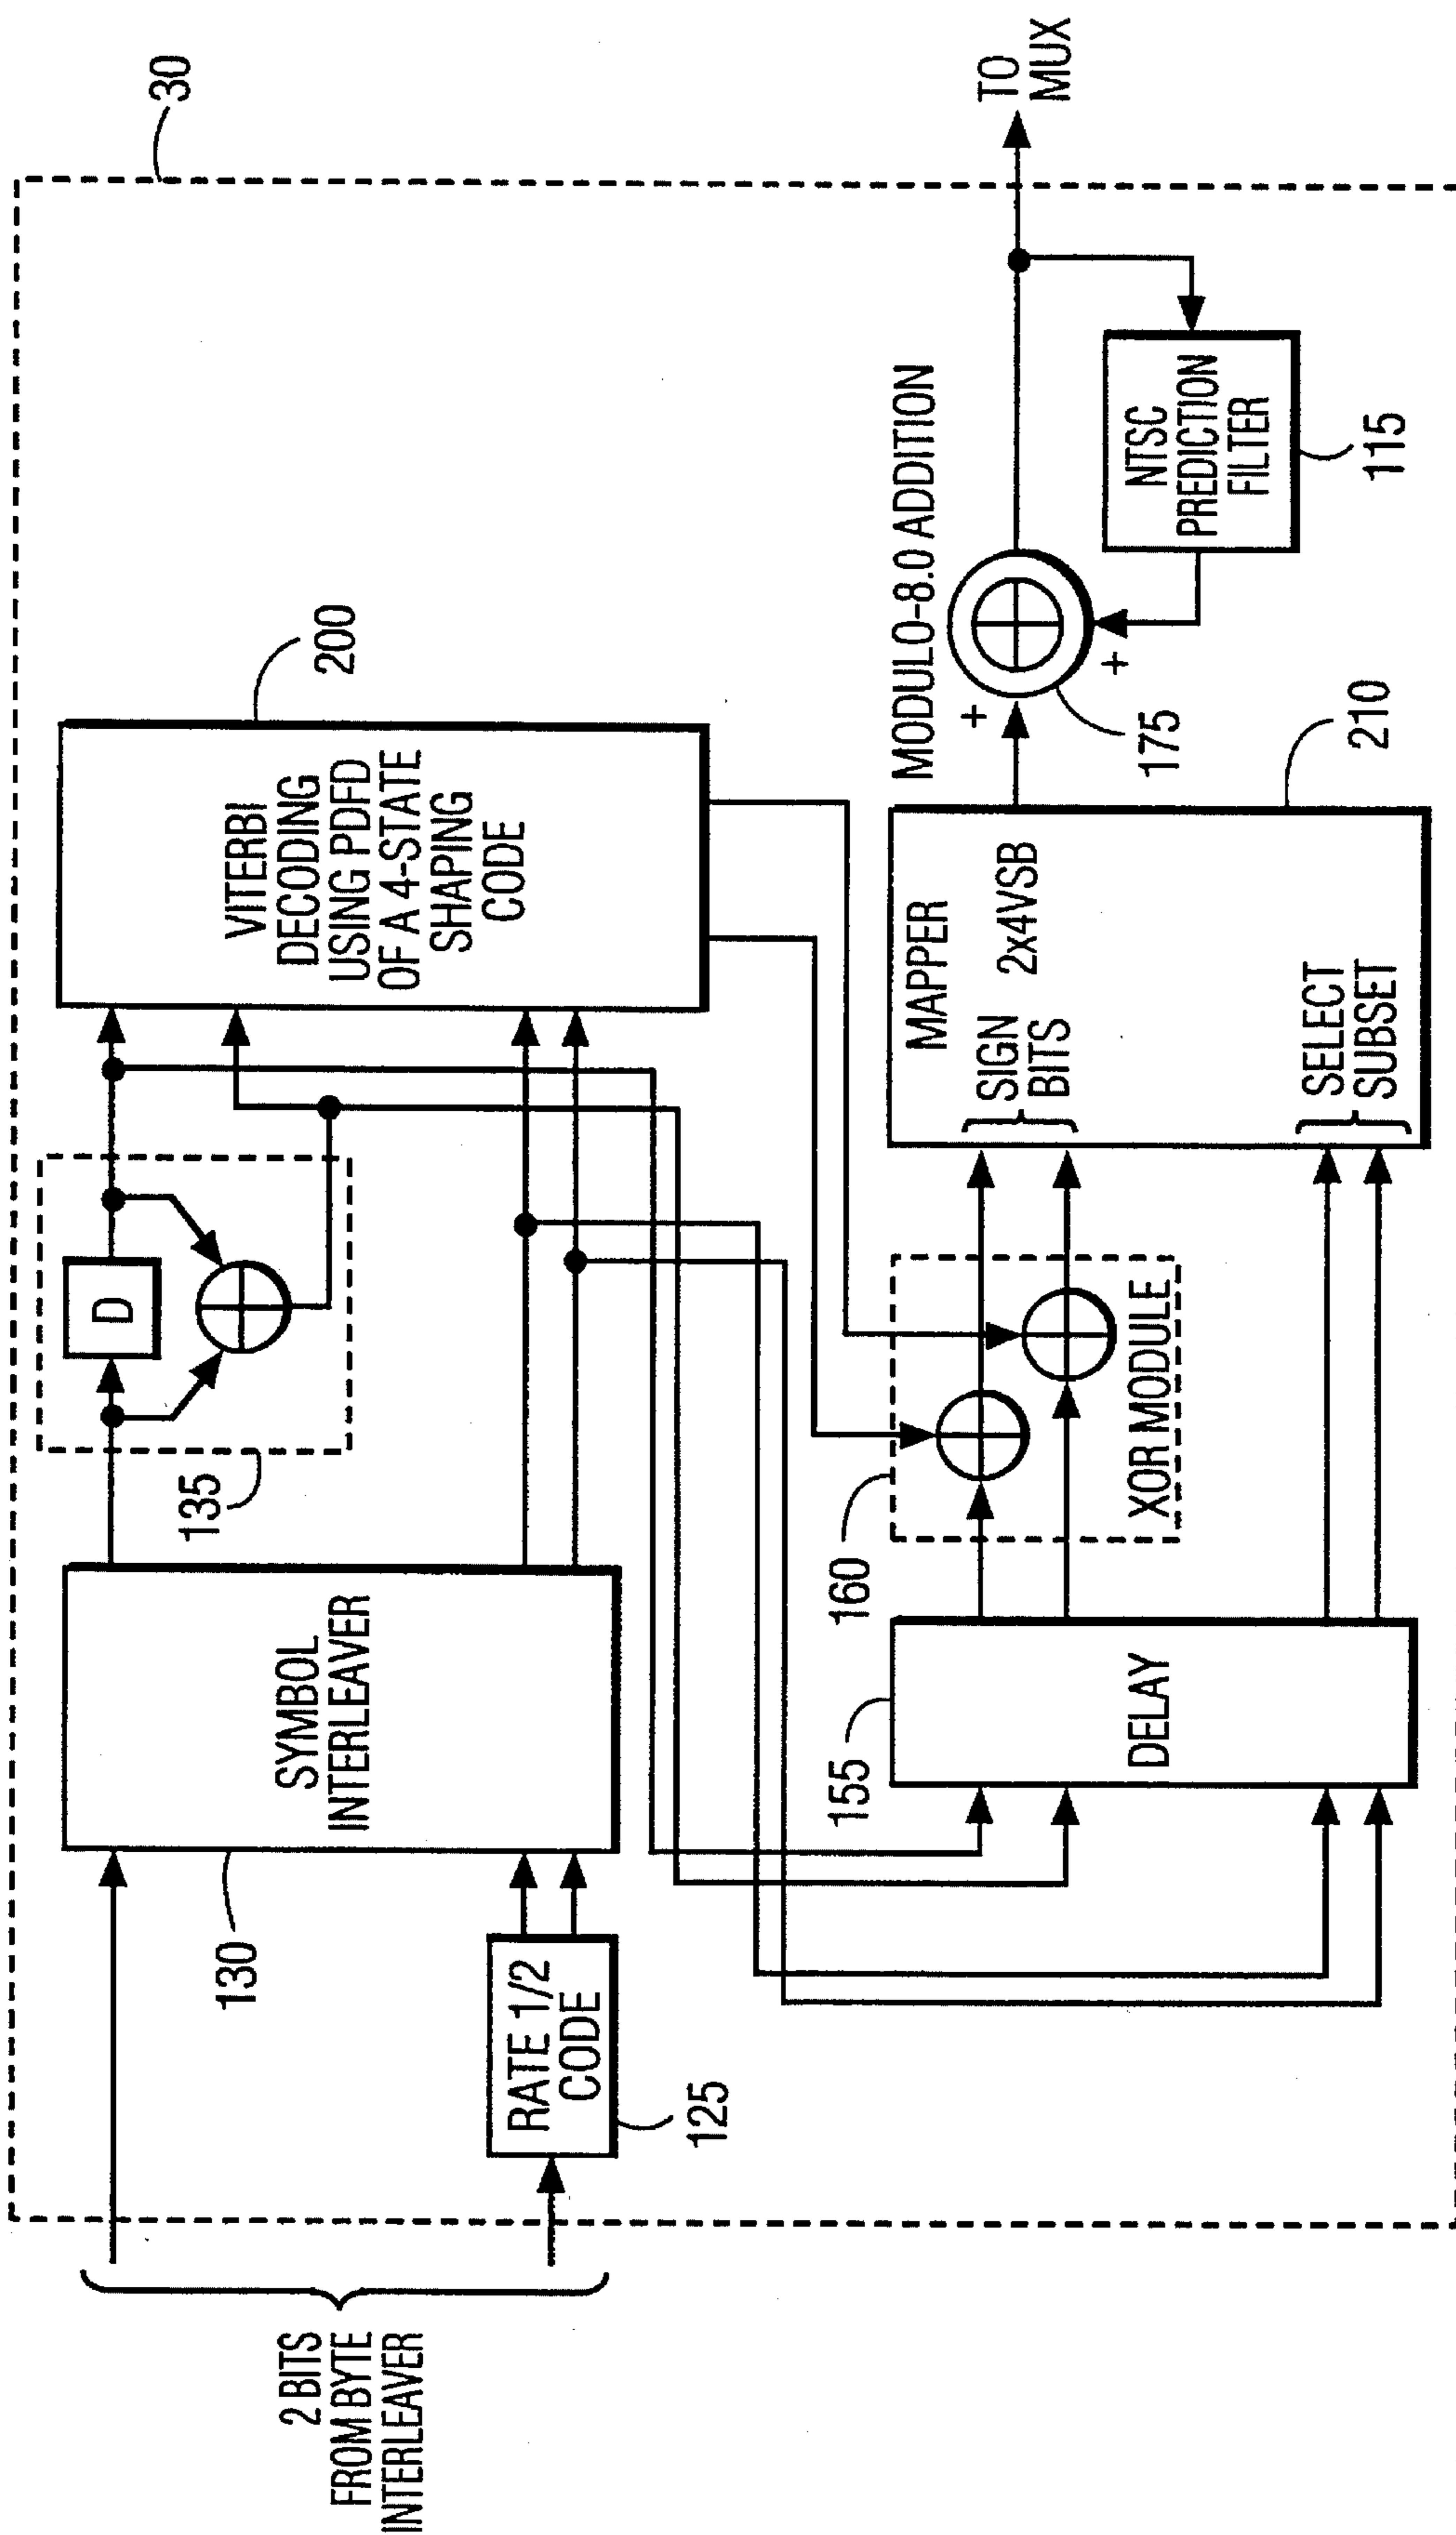 30
2 BITS
FROM BYTE
INTERLEAVER
RATE 1/2
CODE
125
SYMBOL
INTERLEAVER
130
D
135
VITERBI
DECODING
USING PDFD
OF A 4-STATE
SHAPING
CODE
200
DELAY
155
160
XOR MODULE
MAPPER
SIGN
BITS
2x4VSB
SELECT
SUBSET
210
MODULO-8.0 ADDITION
+
+
175
NTSC
PREDICTION
FILTER
115
TO
MUX